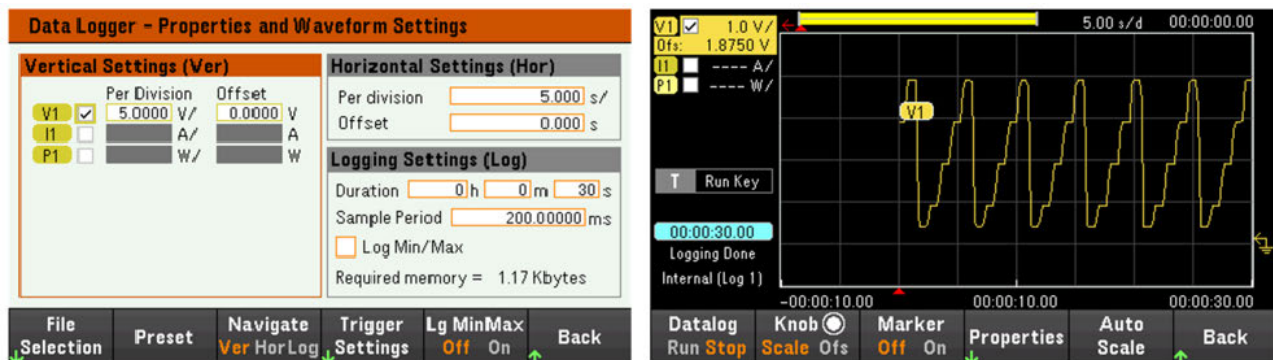 Data Logger - Properties and Waveform Settings
Vertical Settings (Ver)
Per Division Offset
V1 5.0000 V/ 0.0000 V
I1 A/ A
P1 W/ W
Horizontal Settings (Hor)
Per division 5.000 s/
Offset 0.000 s
Logging Settings (Log)
Duration 0 h 0 m 30 s
Sample Period 200.00000 ms
Log Min/Max
Required memory = 1.17 Kbytes
File Selection
Preset
Navigate
Ver Hor Log
Trigger Settings
Lg MinMax
Off On
Back
V1 1.0 V/
Ofs: 1.8750 V
I1 ---- A/
P1 ---- W/
5.00 s/d 00:00:00.00
V1
T Run Key
00:00:30.00
Logging Done
Internal (Log 1)
-00:00:10.00 00:00:10.00 00:00:30.00
Datalog
Run Stop
Knob
Scale Ofs
Marker
Off On
Properties
Auto Scale
Back